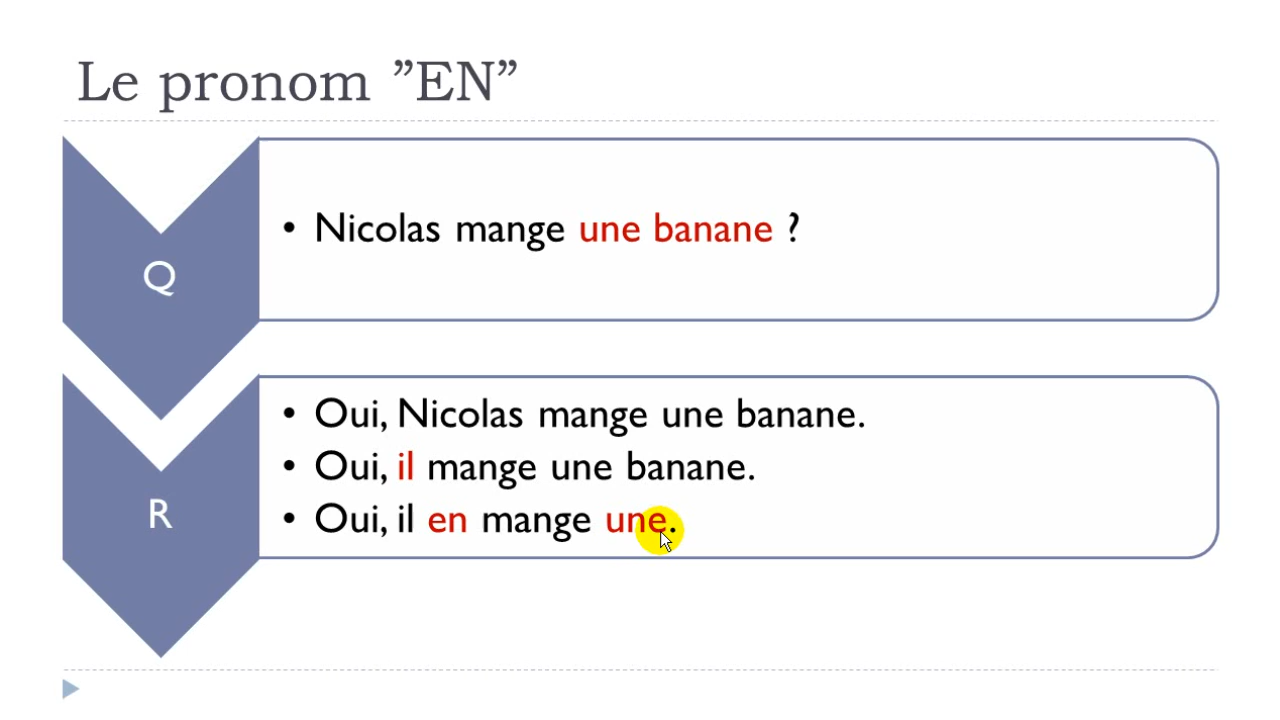 Le pronom ”EN”
Q
• Nicolas mange une banane ?
R
• Oui, Nicolas mange une banane.
• Oui, il mange une banane.
• Oui, il en mange une.